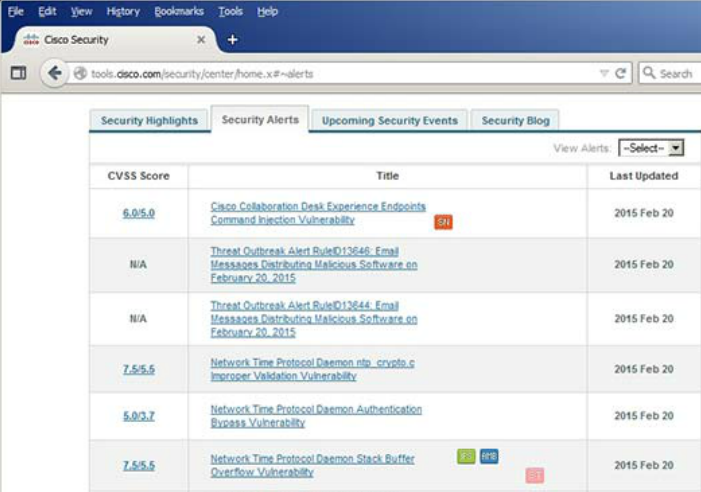 File Edit View History Bookmarks Tools Help
Cisco Security
tools.cisco.com/security/center/home.x#~alerts
Search
Security Highlights Security Alerts Upcoming Security Events Security Blog
View Alerts: --Select--
CVSS Score Title Last Updated
6.0/5.0 Cisco Collaboration Desk Experience Endpoints
Command Injection Vulnerability SN 2015 Feb 20
N/A Threat Outbreak Alert RuleID13646: Email
Messages Distributing Malicious Software on 2015 Feb 20
February 20, 2015
N/A Threat Outbreak Alert RuleID13644: Email
Messages Distributing Malicious Software on 2015 Feb 20
February 20, 2015
7.5/5.5 Network Time Protocol Daemon ntp_crypto.c
Improper Validation Vulnerability 2015 Feb 20
5.0/3.7 Network Time Protocol Daemon Authentication
Bypass Vulnerability 2015 Feb 20
7.5/5.5 Network Time Protocol Daemon Stack Buffer AMB
Overflow Vulnerability 2015 Feb 20